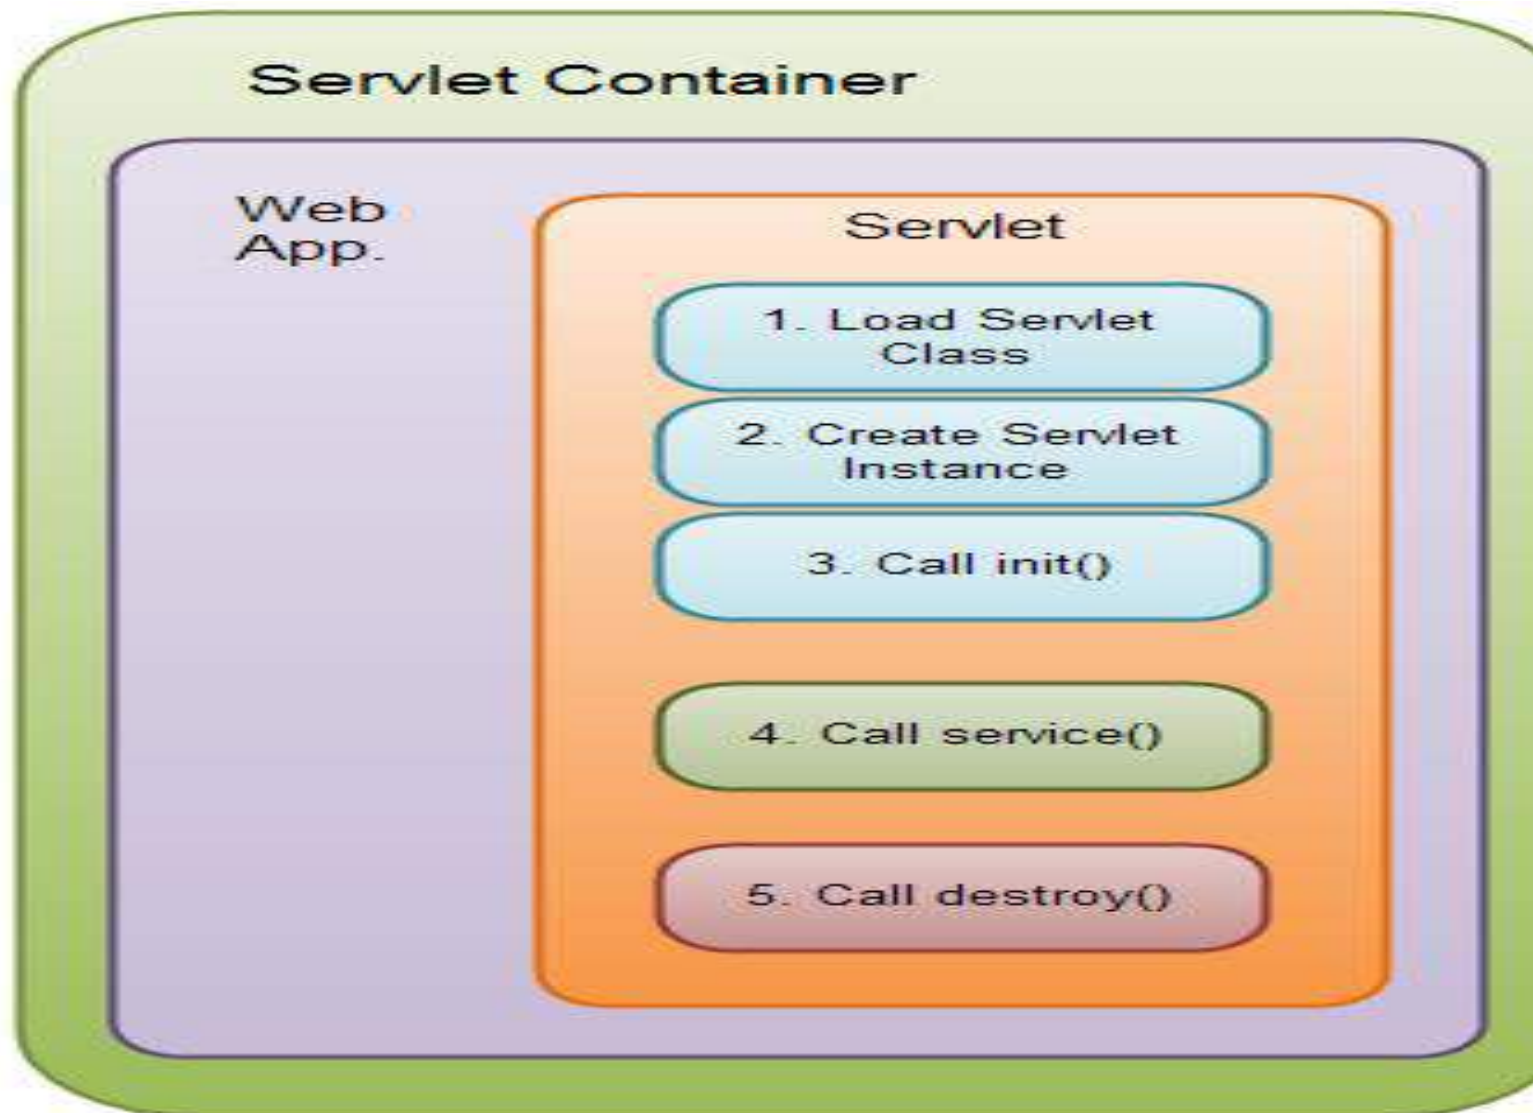 Servlet Container
Web
App.
Servlet
1. Load Servlet
Class
2. Create Servlet
Instance
3. Call init()
4. Call service()
5. Call destroy()